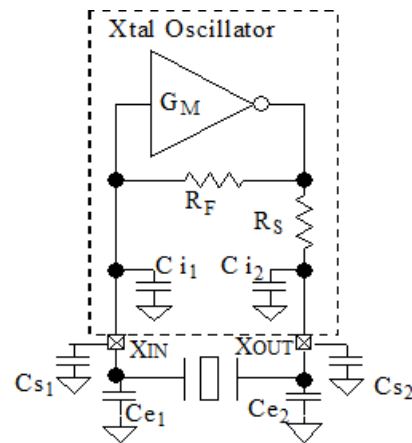 Xtal Oscillator
GM
RF
RS
Ci1
Ci2
XIN
XOUT
Cs1
Cs2
Ce1
Ce2